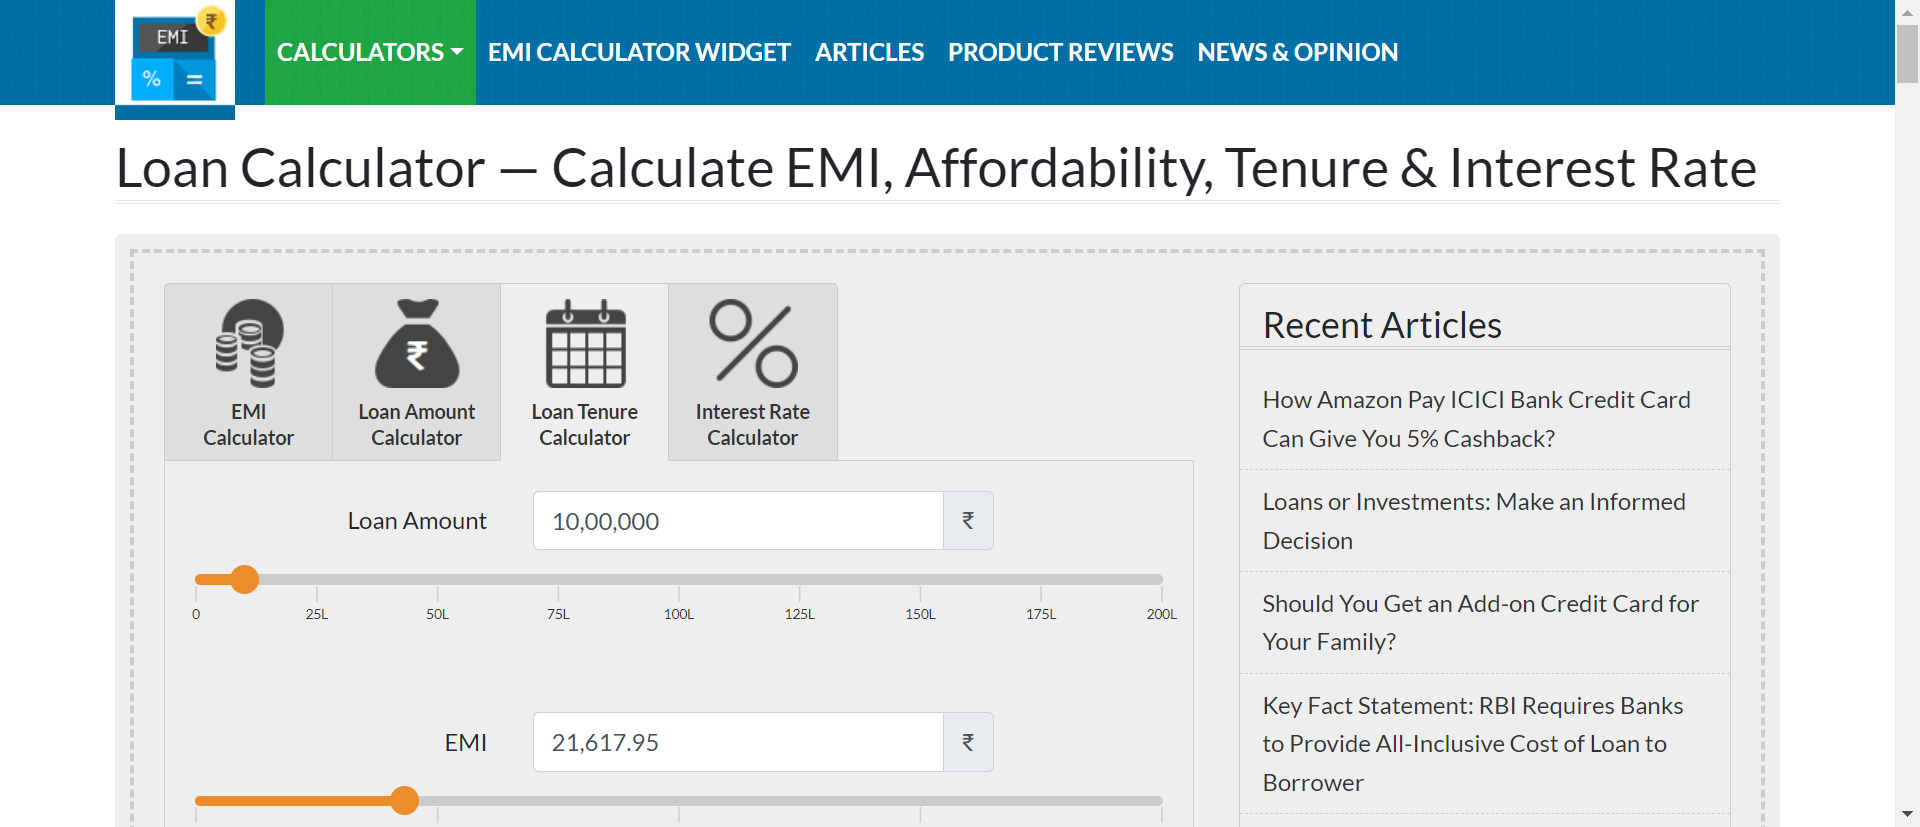 EMI
₹
%
=
CALCULATORS
EMI CALCULATOR WIDGET
ARTICLES
PRODUCT REVIEWS
NEWS & OPINION
Loan Calculator — Calculate EMI, Affordability, Tenure & Interest Rate
EMI
Calculator
₹
Loan Amount
Calculator
Loan Tenure
Calculator
Interest Rate
Calculator
Loan Amount
10,00,000
₹
0 25L 50L 75L 100L 125L 150L 175L 200L
EMI
21,617.95
₹
Recent Articles
How Amazon Pay ICICI Bank Credit Card
Can Give You 5% Cashback?
Loans or Investments: Make an Informed
Decision
Should You Get an Add-on Credit Card for
Your Family?
Key Fact Statement: RBI Requires Banks
to Provide All-Inclusive Cost of Loan to
Borrower